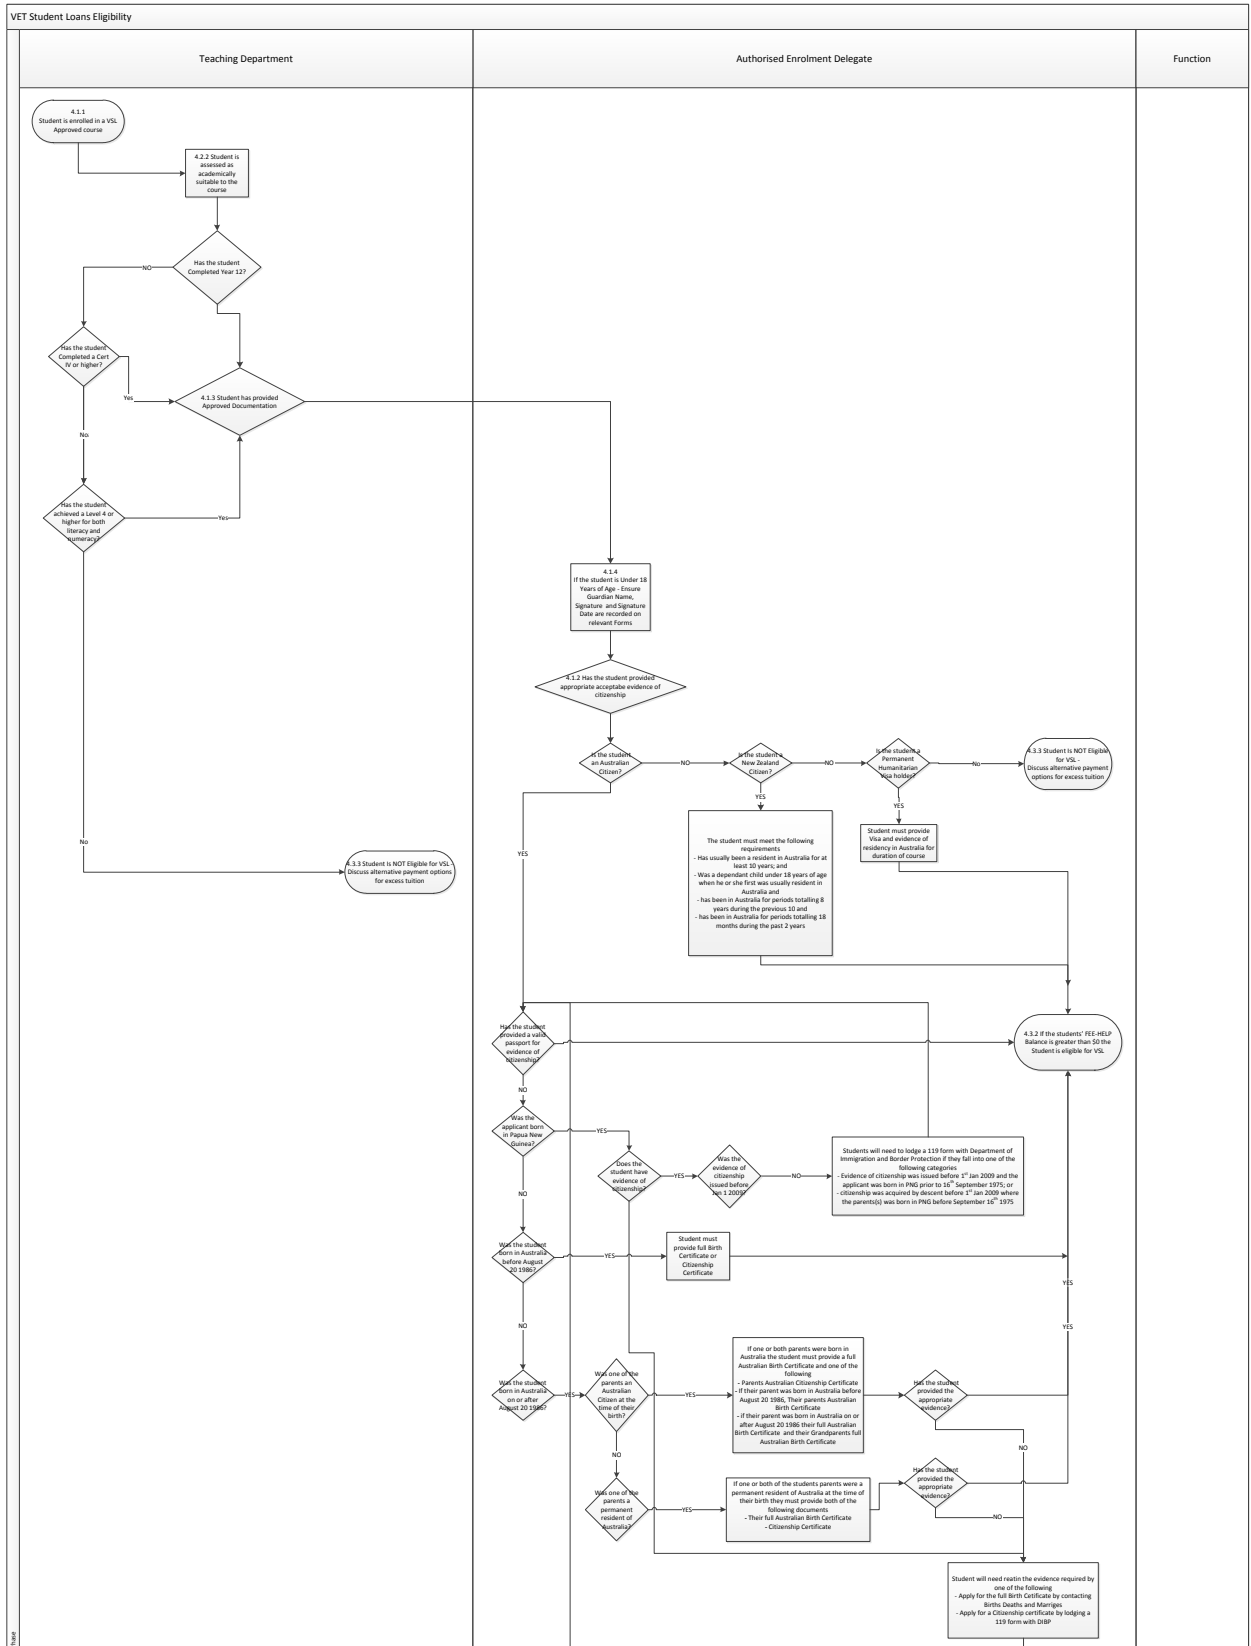 VET Student Loans Eligibility
Teaching Department
Authorised Enrolment Delegate
Function
4.1.1
Student is enrolled in a VSL
Approved course
4.2.2 Student is
assessed as
academically
suitable to the
course
Has the student
Completed Year 12?
NO
Has the student
Completed a Cert
IV or higher?
Yes
4.1.3 Student has provided
Approved Documentation
No
Has the student
achieved a Level 4 or
higher for both
literacy and
numeracy?
Yes
No
4.3.3 Student Is NOT Eligible for VSL -
Discuss alternative payment options
for excess tuition
4.1.4
If the student is Under 18
Years of Age - Ensure
Guardian Name,
Signature and Signature
Date are recorded on
relevant Forms
4.1.2 Has the student provided
appropriate acceptabe evidence of
citizenship
Is the student
an Australian
Citizen?
NO
Is the student a
New Zealand
Citizen?
NO
Is the student a
Permanent
Humanitarian
Visa holder?
No
4.3.3 Student Is NOT Eligible
for VSL -
Discuss alternative payment
options for excess tuition
YES
YES
YES
The student must meet the following
requirements
- Has usually been a resident in Australia for at
least 10 years; and
- Was a dependant child under 18 years of age
when he or she first was usually resident in
Australia and
- has been in Australia for periods totalling 8
years during the previous 10 and
- has been in Australia for periods totalling 18
months during the past 2 years
Student must provide
Visa and evidence of
residency in Australia for
duration of course
Has the student
provided a valid
passport for
evidence of
citizenship?
4.3.2 If the students' FEE-HELP
Balance is greater than $0 the
Student is eligible for VSL
NO
Was the
applicant born
in Papua New
Guinea?
YES
Does the
student have
evidence of
citizenship?
YES
Was the
evidence of
citizenship
issued before
Jan 1 2009?
NO
Students will need to lodge a 119 form with Department of
Immigration and Border Protection if they fall into one of the
following categories
- Evidence of citizenship was issued before 1st Jan 2009 and the
applicant was born in PNG prior to 16th September 1975; or
- citizenship was acquired by descent before 1st Jan 2009 where
the parents(s) was born in PNG before September 16th 1975
NO
Was the student
born in Australia
before August
20 1986?
YES
Student must
provide full Birth
Certificate or
Citizenship
Certificate
YES
NO
YES
Was the student
born in Australia
on or after
August 20 1986?
YES
Was one of the
parents an
Australian
Citizen at the
time of their
birth?
YES
If one or both parents were born in
Australia the student must provide a full
Australian Birth Certificate and one of the
following
- Parents Australian Citizenship Certificate
- If their parent was born in Australia before
August 20 1986, Their parents Australian
Birth Certificate
- if their parent was born in Australia on or
after August 20 1986 their full Australian
Birth Certificate and their Grandparents full
Australian Birth Certificate
Has the student
provided the
appropriate
evidence?
NO
NO
Was one of the
parents a
permanent
resident of
Australia?
YES
If one or both of the students parents were a
permanent resident of Australia at the time of
their birth they must provide both of the
following documents
- Their full Australian Birth Certificate
- Citizenship Certificate
Has the student
provided the
appropriate
evidence?
NO
Student will need reatin the evidence required by
one of the following
- Apply for the full Birth Cetificate by contacting
Births Deaths and Marriges
- Apply for a Citizenship certificate by lodging a
119 form with DIBP